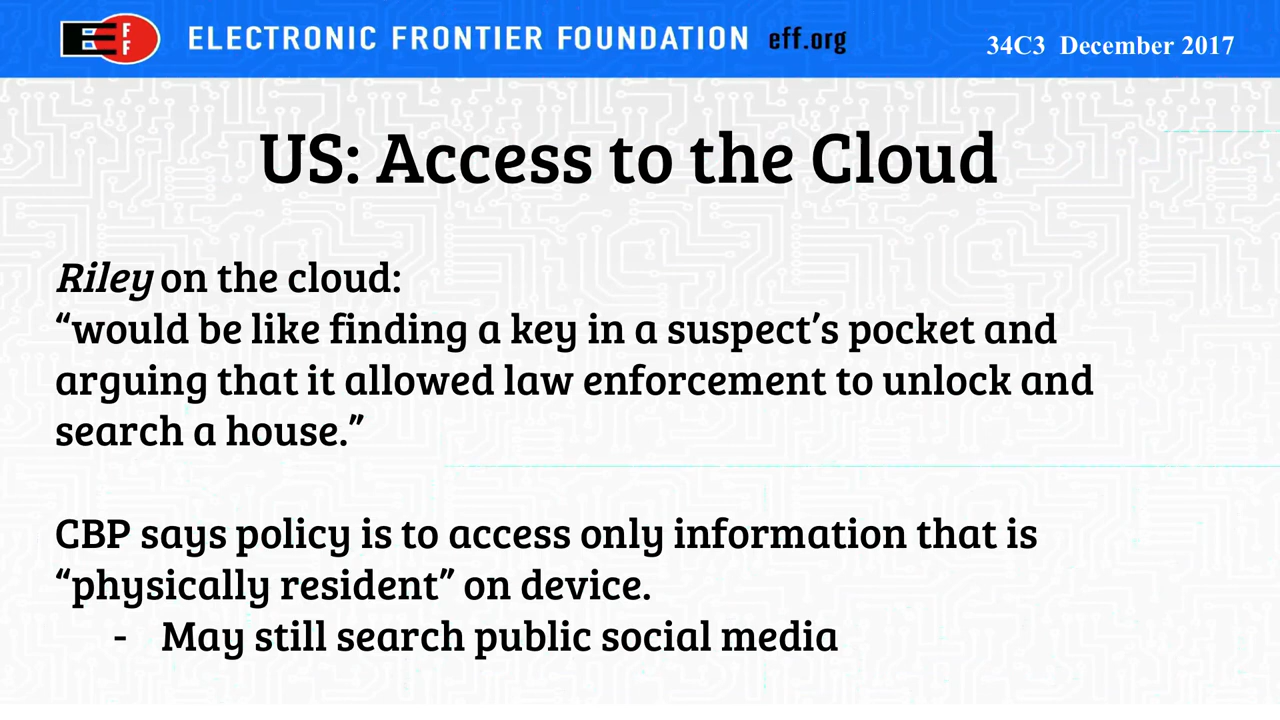 EFF ELECTRONIC FRONTIER FOUNDATION eff.org 34C3 December 2017
US: Access to the Cloud
Riley on the cloud:
“would be like finding a key in a suspect’s pocket and
arguing that it allowed law enforcement to unlock and
search a house.”
CBP says policy is to access only information that is
“physically resident” on device.
- May still search public social media